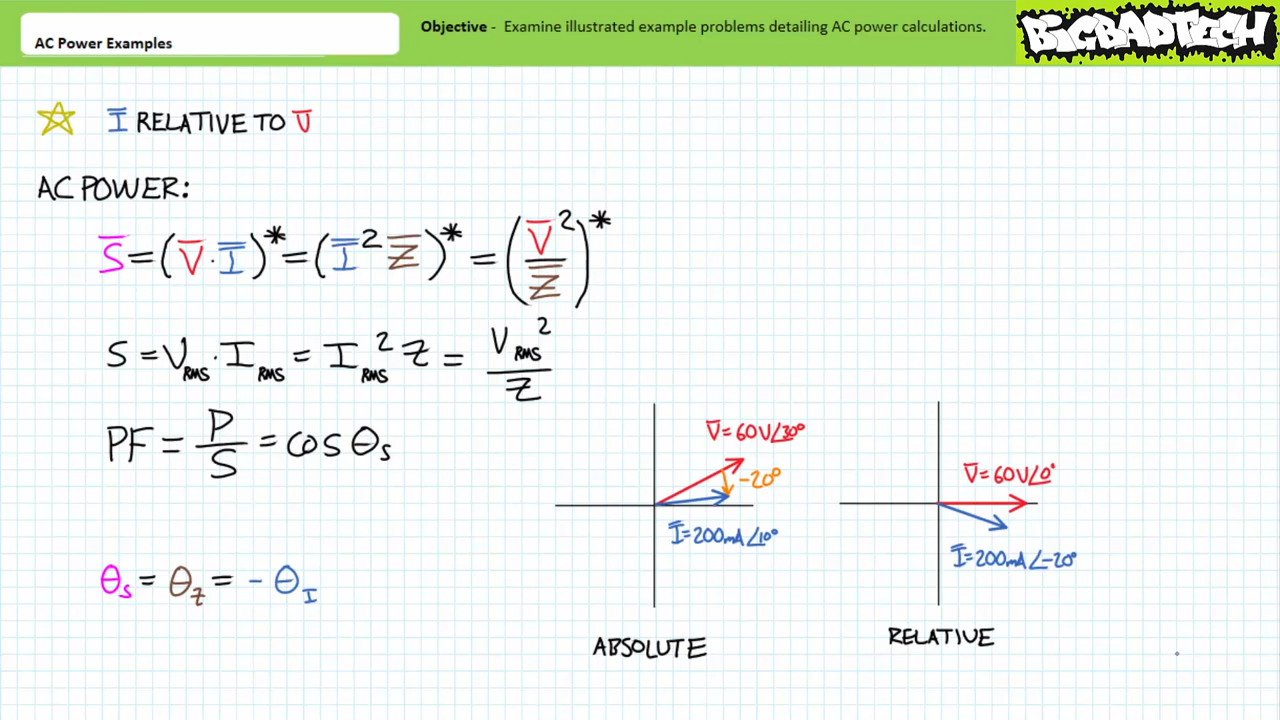 AC Power Examples
Objective - Examine illustrated example problems detailing AC power calculations.
BIGBADTECH
I̅ RELATIVE TO V̅
AC POWER:
S̅ = (V̅ · I̅)* = (I̅² Z̅)* = (V̅² / Z̅)*
S = V_RMS · I_RMS = I_RMS² Z = V_RMS² / Z
PF = P / S = cos θ_S
θ_S = θ_Z = - θ_I
V̅ = 60V∠30°
-20°
I̅ = 200mA∠10°
ABSOLUTE
V̅ = 60V∠0°
I̅ = 200mA∠-20°
RELATIVE